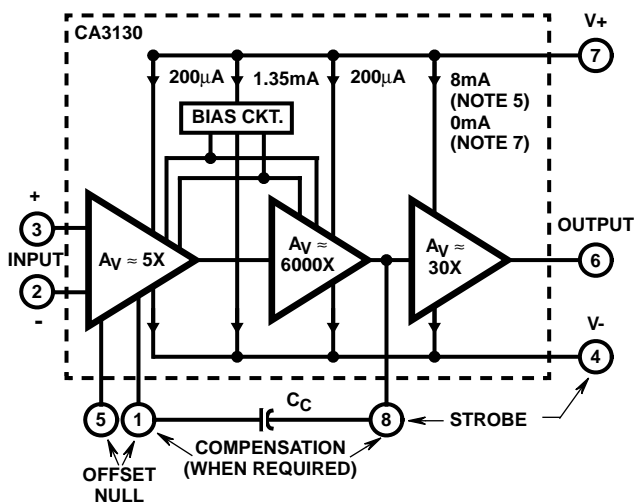 CA3130
V+
7
200µA
1.35mA
200µA
8mA
(NOTE 5)
0mA
(NOTE 7)
BIAS CKT.
+
3
INPUT
2
-
AV ≈ 5X
AV ≈
6000X
AV ≈
30X
OUTPUT
6
V-
4
5
1
CC
8
STROBE
COMPENSATION
(WHEN REQUIRED)
OFFSET
NULL